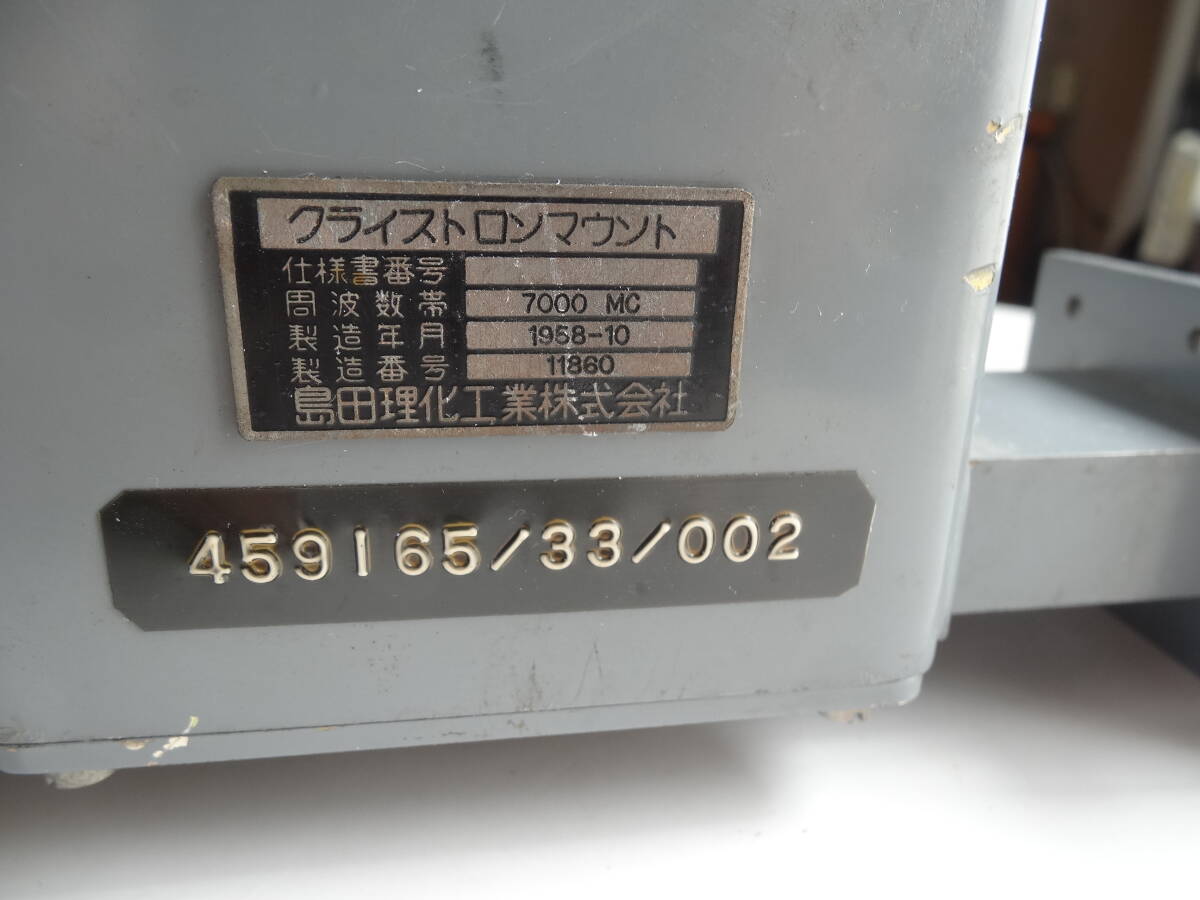 クライストロンマウント
仕様書番号
周波数帯 7000 MC
製造年月 1958-10
製造番号 11860
島田理化工業株式会社
459165/33/002